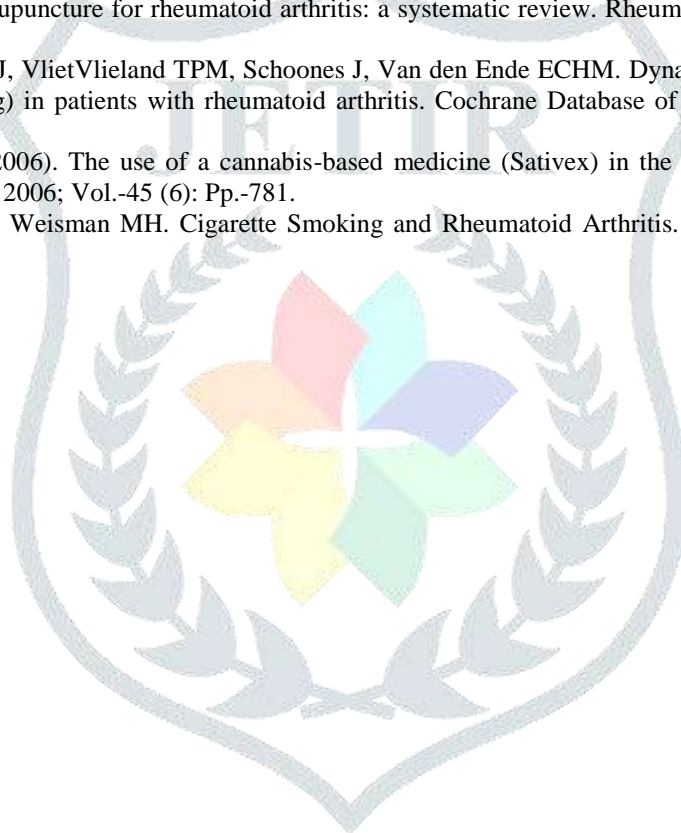 upuncture for rheumatoid arthritis: a systematic review. Rheum
J, VlietVlieland TPM, Schoones J, Van den Ende ECHM. Dyna
g) in patients with rheumatoid arthritis. Cochrane Database of
2006). The use of a cannabis-based medicine (Sativex) in the
2006; Vol.-45 (6): Pp.-781.
Weisman MH. Cigarette Smoking and Rheumatoid Arthritis.
JETIR